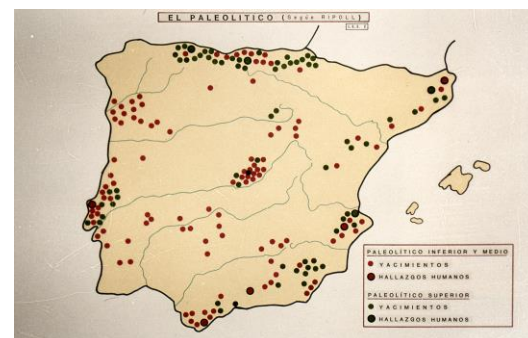 EL PALEOLITICO (Según RIPOLL)
PALEOLITICO INFERIOR Y MEDIO
YACIMIENTOS
HALLAZGOS HUMANOS
PALEOLITICO SUPERIOR
YACIMIENTOS
HALLAZGOS HUMANOS